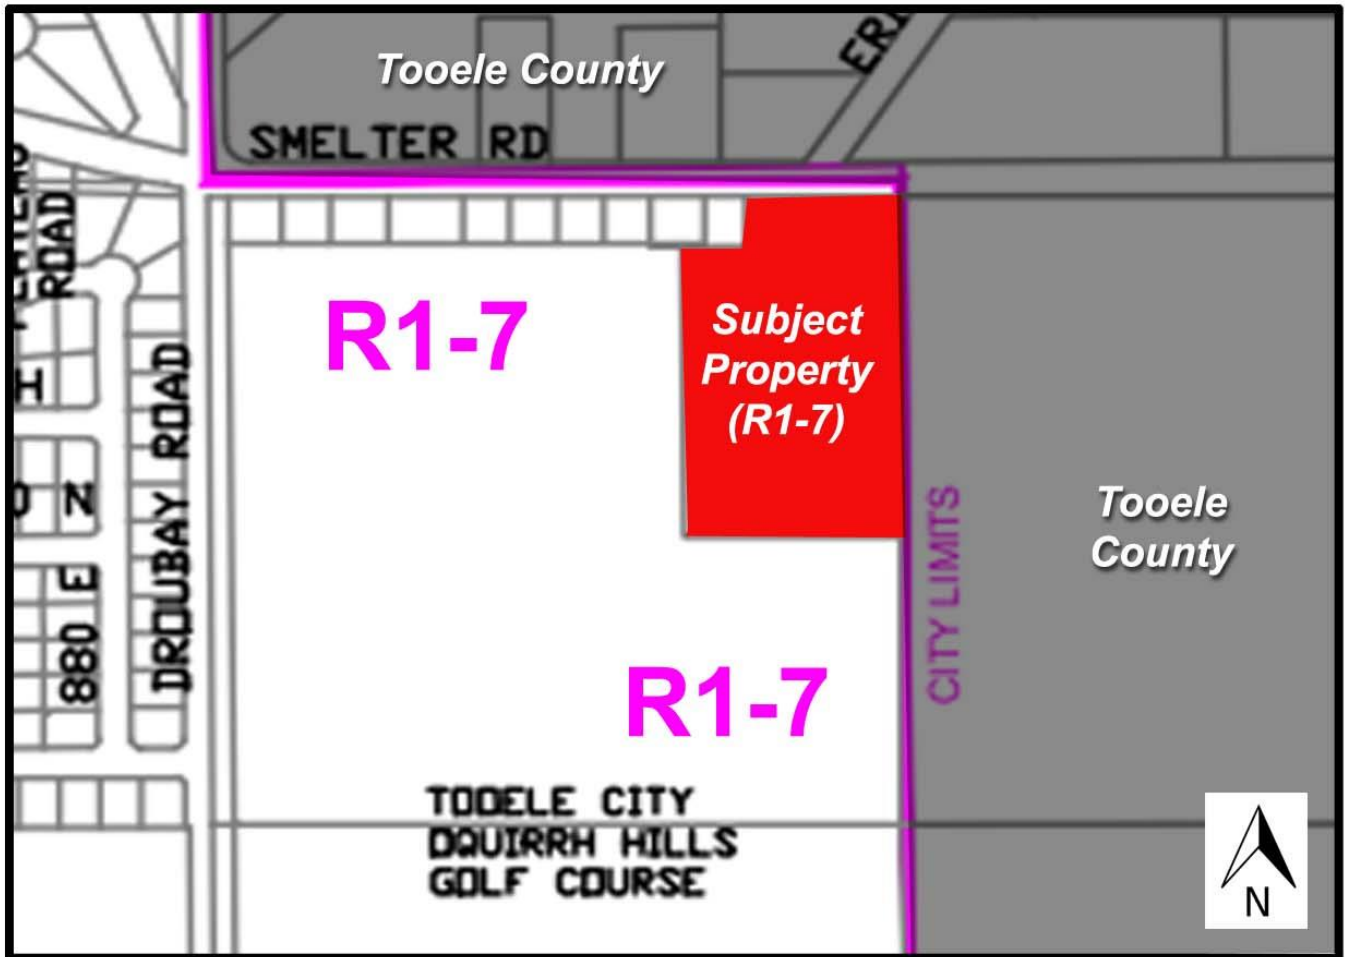 Tooele County
ERI
SMELTER RD
ROAD
R1-7
Subject
Property
(R1-7)
H
DROUBAY ROAD
CITY LIMITS
Tooele
County
N
880 E
R1-7
TOOELE CITY
OQUIRRH HILLS
GOLF COURSE
N